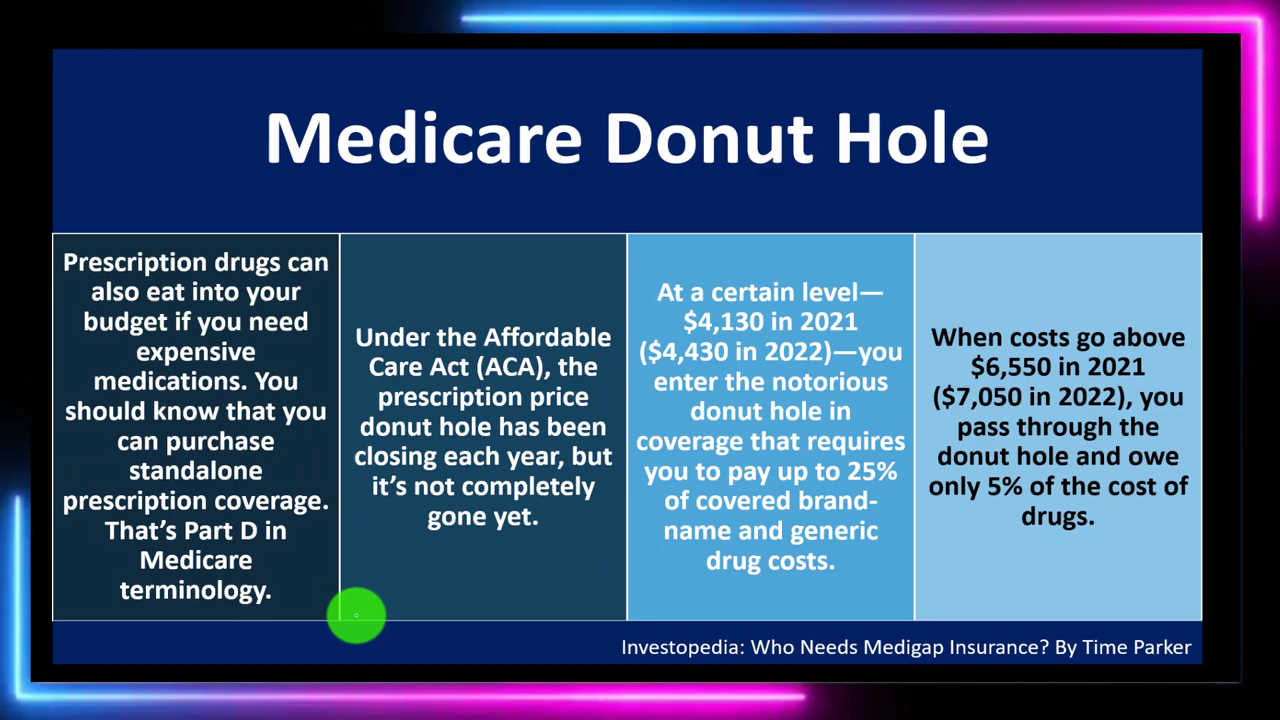 Medicare Donut Hole
Prescription drugs can
also eat into your
budget if you need
expensive
medications. You
should know that you
can purchase
standalone
prescription coverage.
That’s Part D in
Medicare
terminology.
Under the Affordable
Care Act (ACA), the
prescription price
donut hole has been
closing each year, but
it’s not completely
gone yet.
At a certain level—
$4,130 in 2021
($4,430 in 2022)—you
enter the notorious
donut hole in
coverage that requires
you to pay up to 25%
of covered brand-
name and generic
drug costs.
When costs go above
$6,550 in 2021
($7,050 in 2022), you
pass through the
donut hole and owe
only 5% of the cost of
drugs.
Investopedia: Who Needs Medigap Insurance? By Time Parker